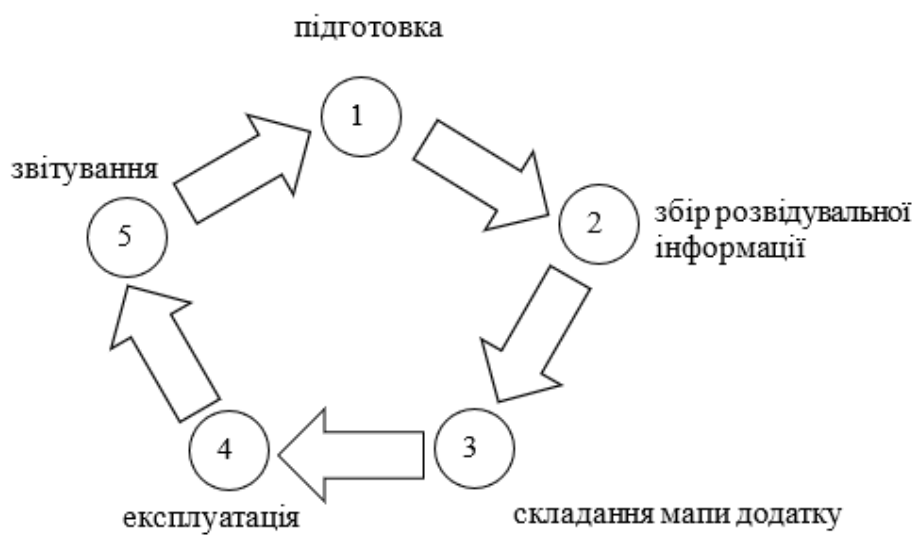 підготовка
1
2
збір розвідувальної
інформації
3
складання мапи додатку
4
експлуатація
5
звітування